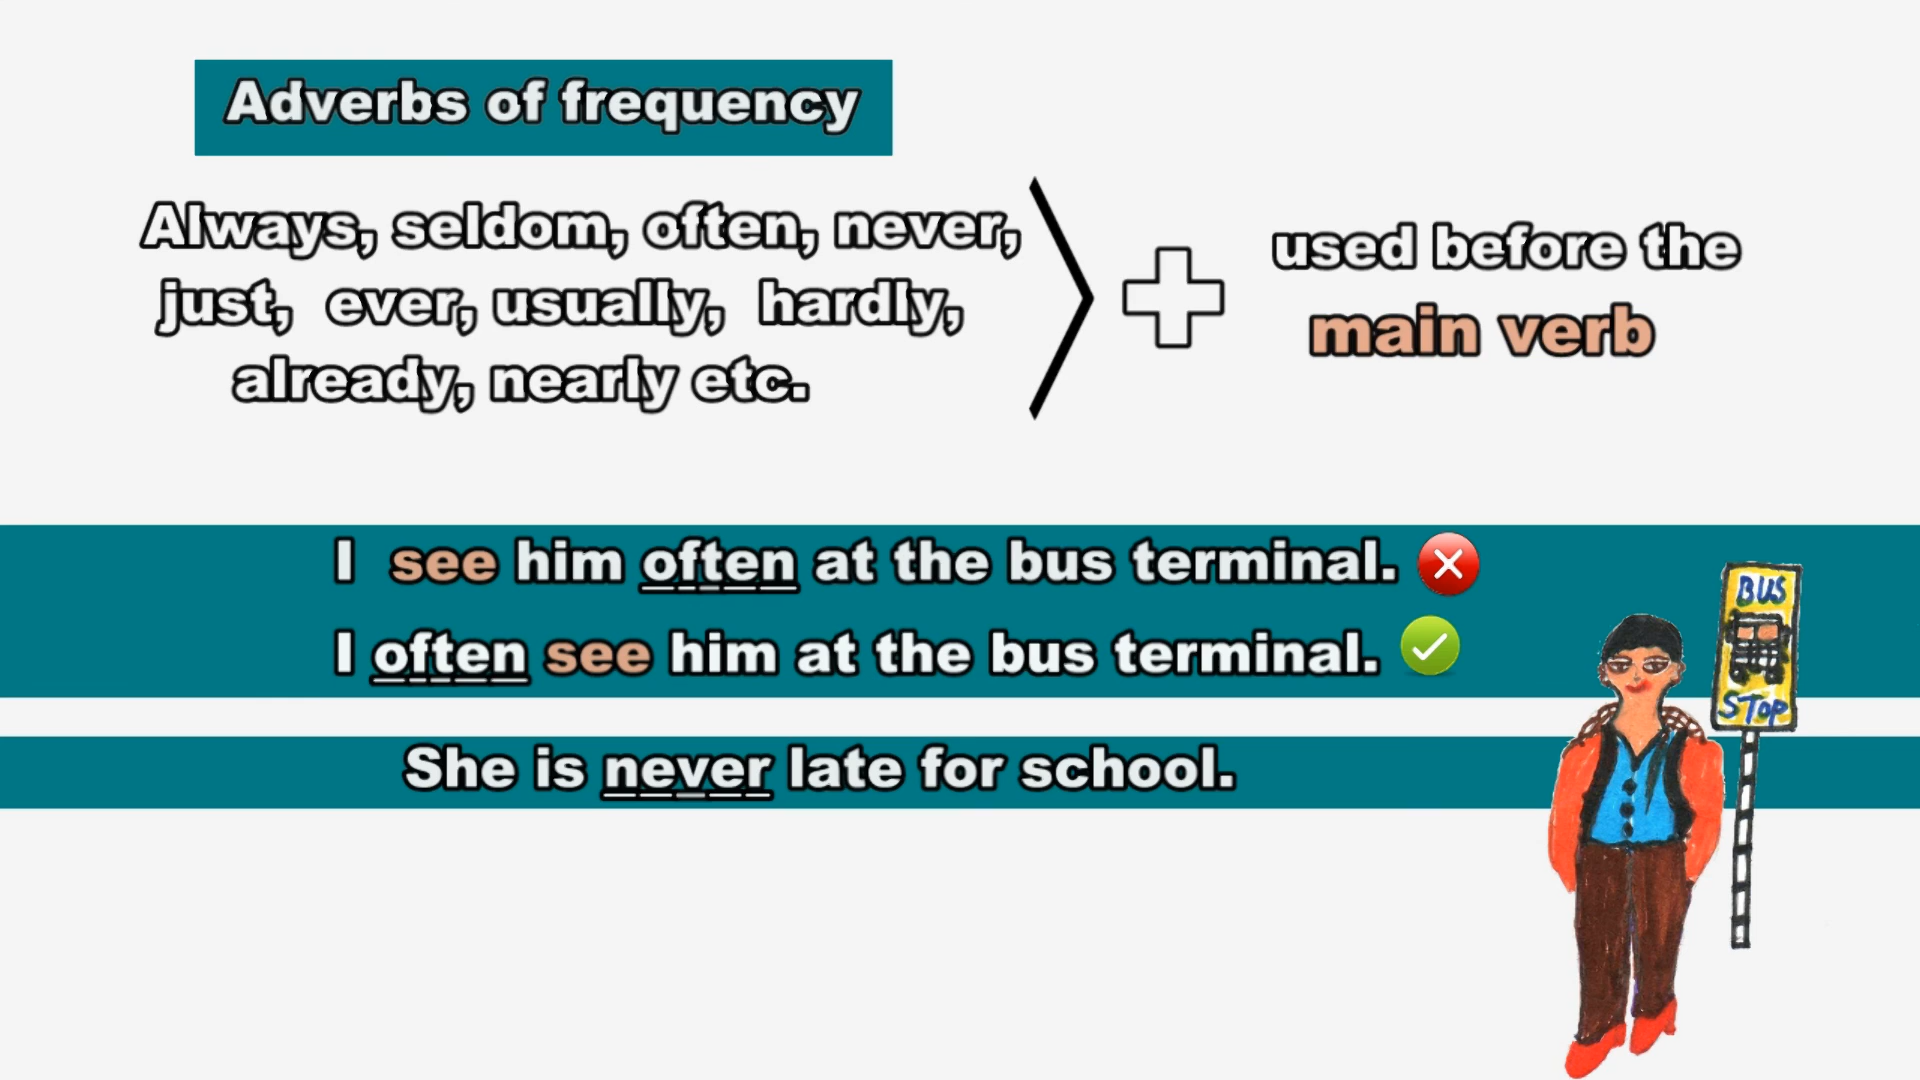 Adverbs of frequency
Always, seldom, often, never,
just, ever, usually, hardly,
already, nearly etc.
used before the
main verb
I see him often at the bus terminal.
I often see him at the bus terminal.
She is never late for school.
BUS
STOP